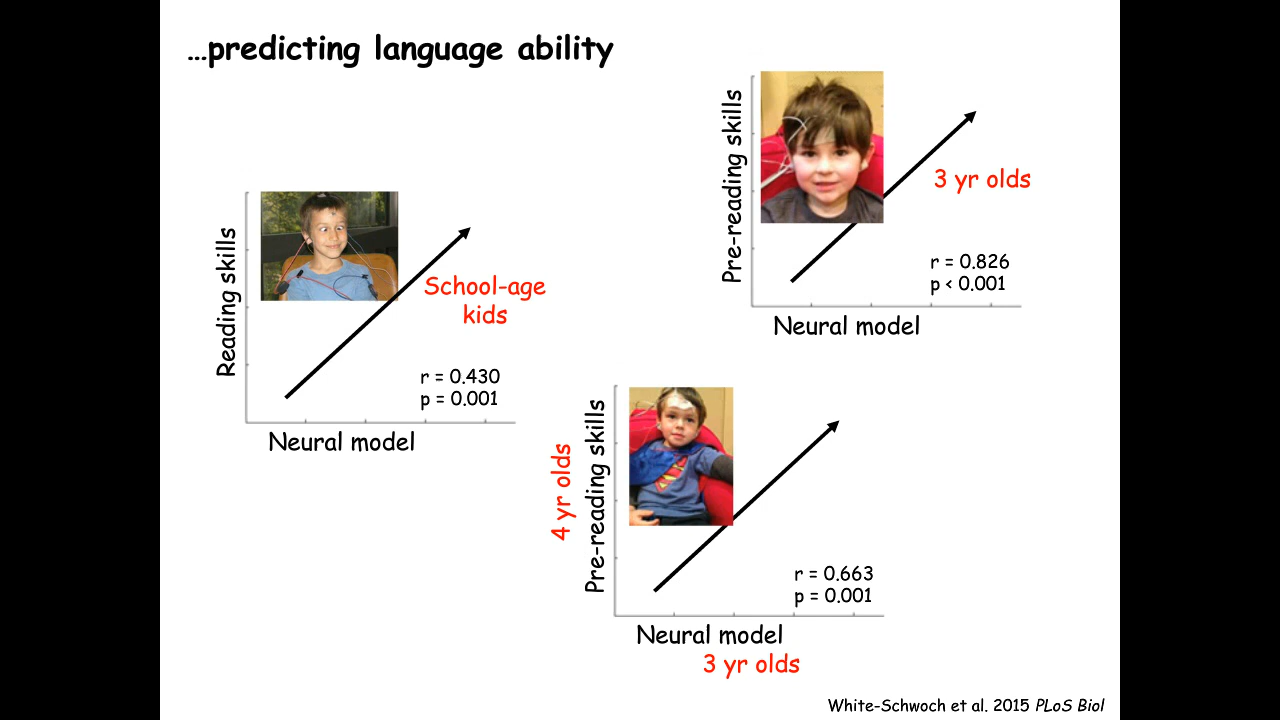 ...predicting language ability
Reading skills
School-age
kids
r = 0.430
p = 0.001
Neural model
Pre-reading skills
3 yr olds
r = 0.826
p < 0.001
Neural model
4 yr olds
Pre-reading skills
r = 0.663
p = 0.001
Neural model
3 yr olds
White-Schwoch et al. 2015 PLoS Biol